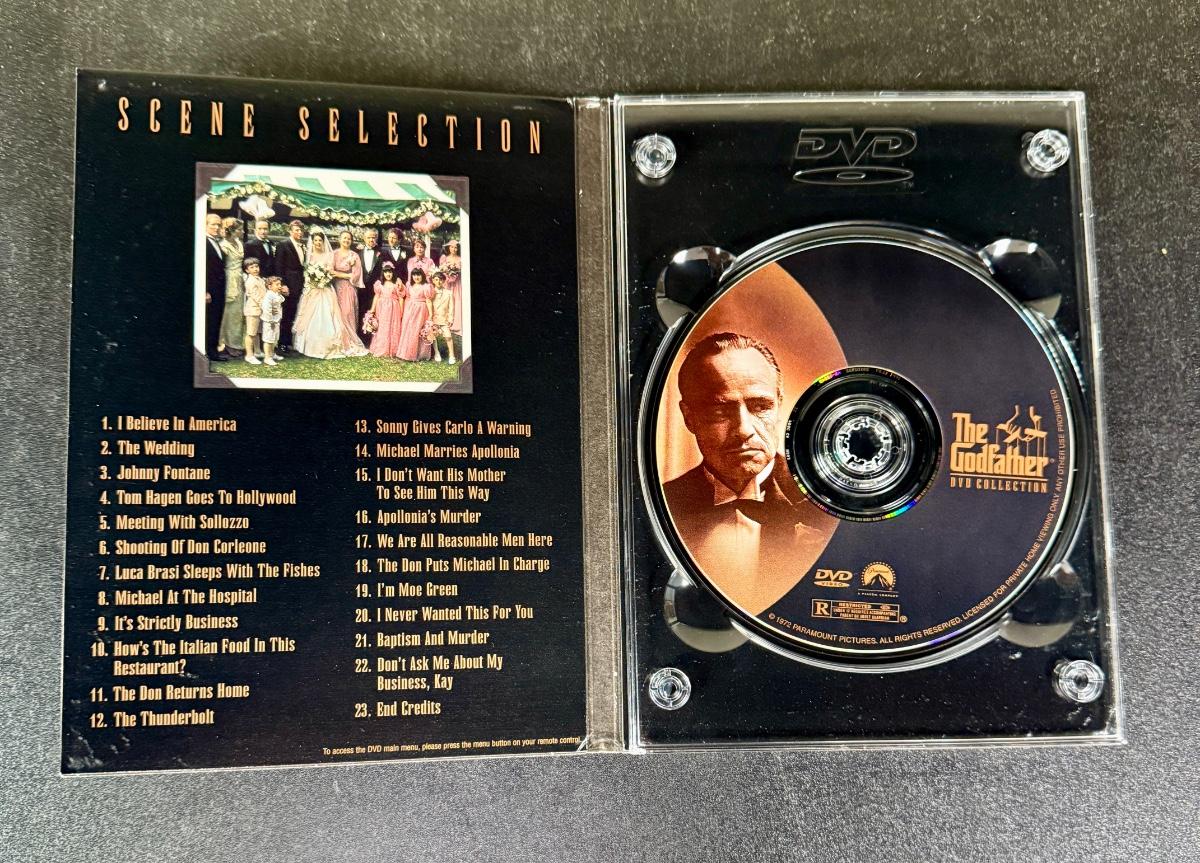 SCENE SELECTION
1. I Believe In America
2. The Wedding
3. Johnny Fontane
4. Tom Hagen Goes To Hollywood
5. Meeting With Sollozzo
6. Shooting Of Don Corleone
7. Luca Brasi Sleeps With The Fishes
8. Michael At The Hospital
9. It's Strictly Business
10. How's The Italian Food In This
Restaurant?
11. The Don Returns Home
12. The Thunderbolt
13. Sonny Gives Carlo A Warning
14. Michael Marries Apollonia
15. I Don't Want His Mother
To See Him This Way
16. Apollonia's Murder
17. We Are All Reasonable Men Here
18. The Don Puts Michael In Charge
19. I'm Moe Green
20. I Never Wanted This For You
21. Baptism And Murder
22. Don't Ask Me About My
Business, Kay
23. End Credits
To access the DVD main menu, please press the menu button on your remote control.
DVD
The
Godfather
DVD COLLECTION
DVD
VIDEO
Paramount
R RESTRICTED
© 1972 PARAMOUNT PICTURES. ALL RIGHTS RESERVED. LICENSED FOR PRIVATE HOME VIEWING ONLY. ANY OTHER USE PROHIBITED.